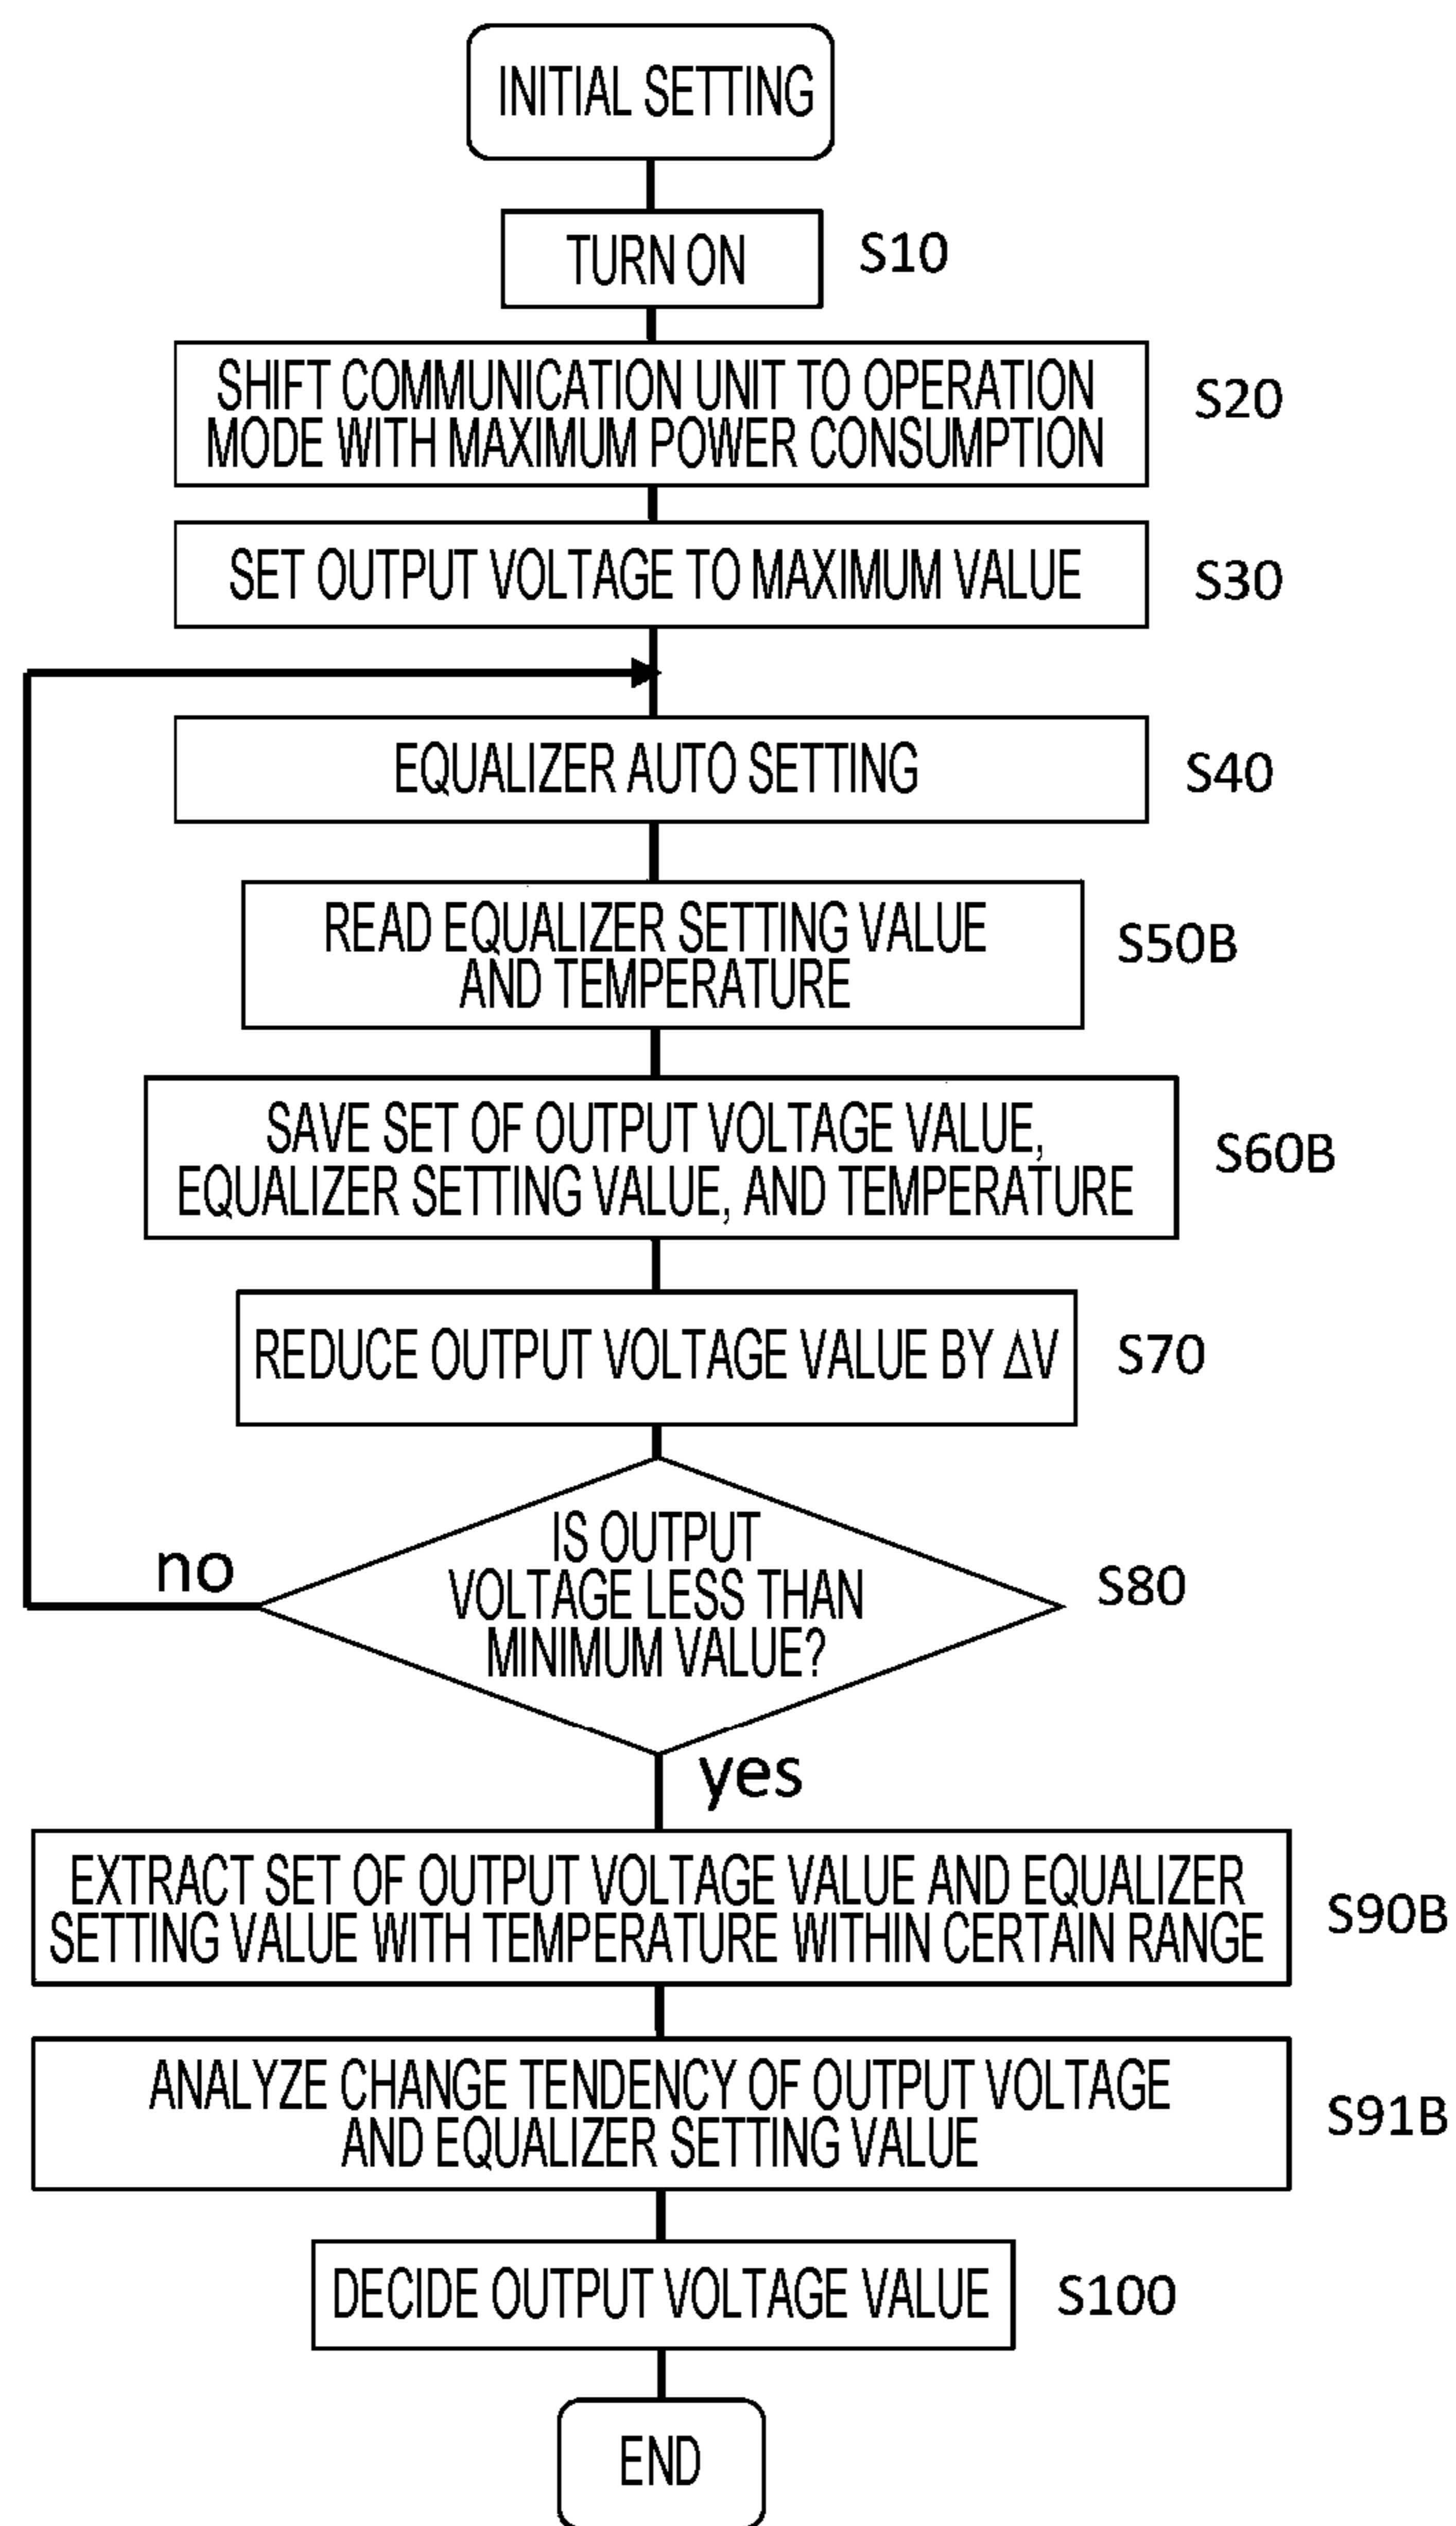 INITIAL SETTING
TURN ON
S10
SHIFT COMMUNICATION UNIT TO OPERATION
MODE WITH MAXIMUM POWER CONSUMPTION
S20
SET OUTPUT VOLTAGE TO MAXIMUM VALUE
S30
EQUALIZER AUTO SETTING
S40
READ EQUALIZER SETTING VALUE
AND TEMPERATURE
S50B
SAVE SET OF OUTPUT VOLTAGE VALUE,
EQUALIZER SETTING VALUE, AND TEMPERATURE
S60B
REDUCE OUTPUT VOLTAGE VALUE BY ΔV
S70
IS OUTPUT
VOLTAGE LESS THAN
MINIMUM VALUE?
S80
no
yes
EXTRACT SET OF OUTPUT VOLTAGE VALUE AND EQUALIZER
SETTING VALUE WITH TEMPERATURE WITHIN CERTAIN RANGE
S90B
ANALYZE CHANGE TENDENCY OF OUTPUT VOLTAGE
AND EQUALIZER SETTING VALUE
S91B
DECIDE OUTPUT VOLTAGE VALUE
S100
END